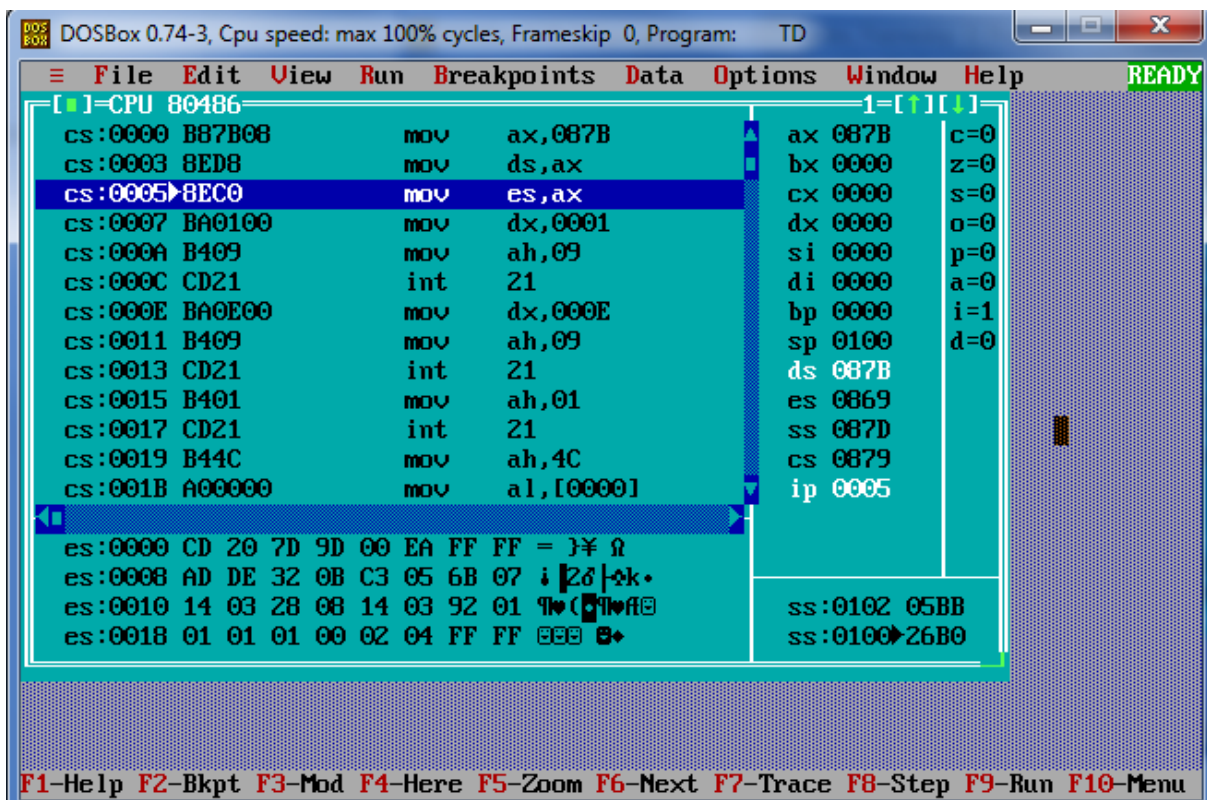 DOSBox 0.74-3, Cpu speed: max 100% cycles, Frameskip 0, Program: TD
≡ File Edit View Run Breakpoints Data Options Window Help READY
[■]=CPU 80486 1=[↑][↓]
cs:0000 B87B08 mov ax,087B ax 087B c=0
cs:0003 8ED8 mov ds,ax bx 0000 z=0
cs:0005►8EC0 mov es,ax cx 0000 s=0
cs:0007 BA0100 mov dx,0001 dx 0000 o=0
cs:000A B409 mov ah,09 si 0000 p=0
cs:000C CD21 int 21 di 0000 a=0
cs:000E BA0E00 mov dx,000E bp 0000 i=1
cs:0011 B409 mov ah,09 sp 0100 d=0
cs:0013 CD21 int 21 ds 087B
cs:0015 B401 mov ah,01 es 0869
cs:0017 CD21 int 21 ss 087D
cs:0019 B44C mov ah,4C cs 0879
cs:001B A00000 mov al,[0000] ip 0005
es:0000 CD 20 7D 9D 00 EA FF FF = }¥ Ω
es:0008 AD DE 32 0B C3 05 6B 07 ¡▐2♂├♣k•
es:0010 14 03 28 08 14 03 92 01 ¶♥(◘¶♥Æ☺
es:0018 01 01 01 00 02 04 FF FF ☺☺☺ ☻♦
ss:0102 05BB
ss:0100►26B0
F1-Help F2-Bkpt F3-Mod F4-Here F5-Zoom F6-Next F7-Trace F8-Step F9-Run F10-Menu